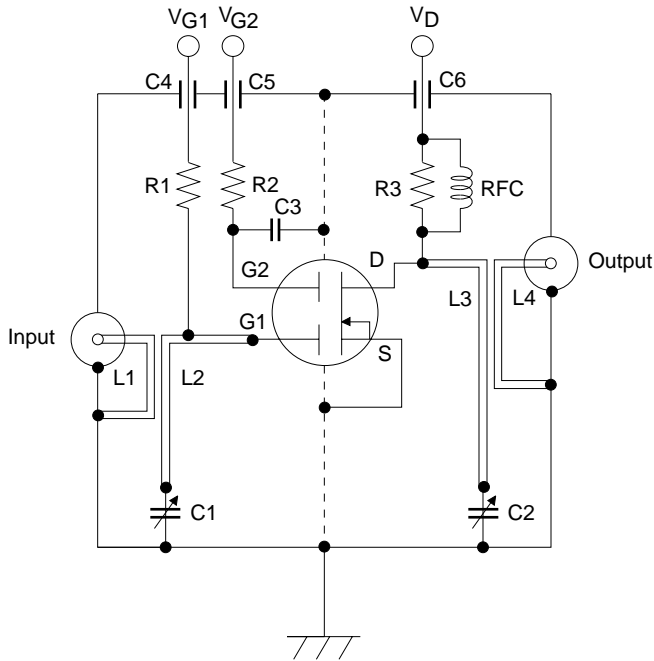 VG1
VG2
VD
C4
C5
C6
R1
R2
C3
R3
RFC
G2
D
Output
L3
L4
G1
S
Input
L1
L2
C1
C2